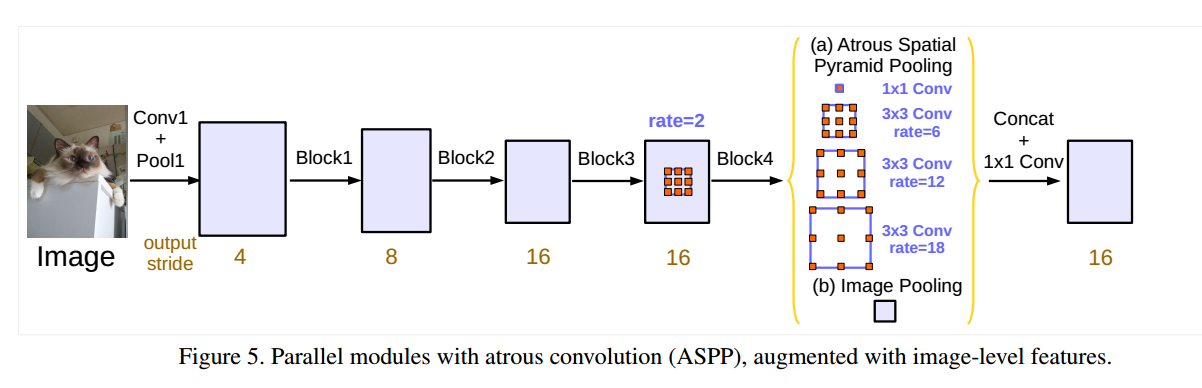 (a) Atrous Spatial
Pyramid Pooling
1x1 Conv
3x3 Conv
rate=6
3x3 Conv
rate=12
3x3 Conv
rate=18
(b) Image Pooling
Conv1
+
Pool1
Block1
Block2
Block3
rate=2
Block4
Concat
+
1x1 Conv
Image
output
stride
4
8
16
16
16
Figure 5. Parallel modules with atrous convolution (ASPP), augmented with image-level features.